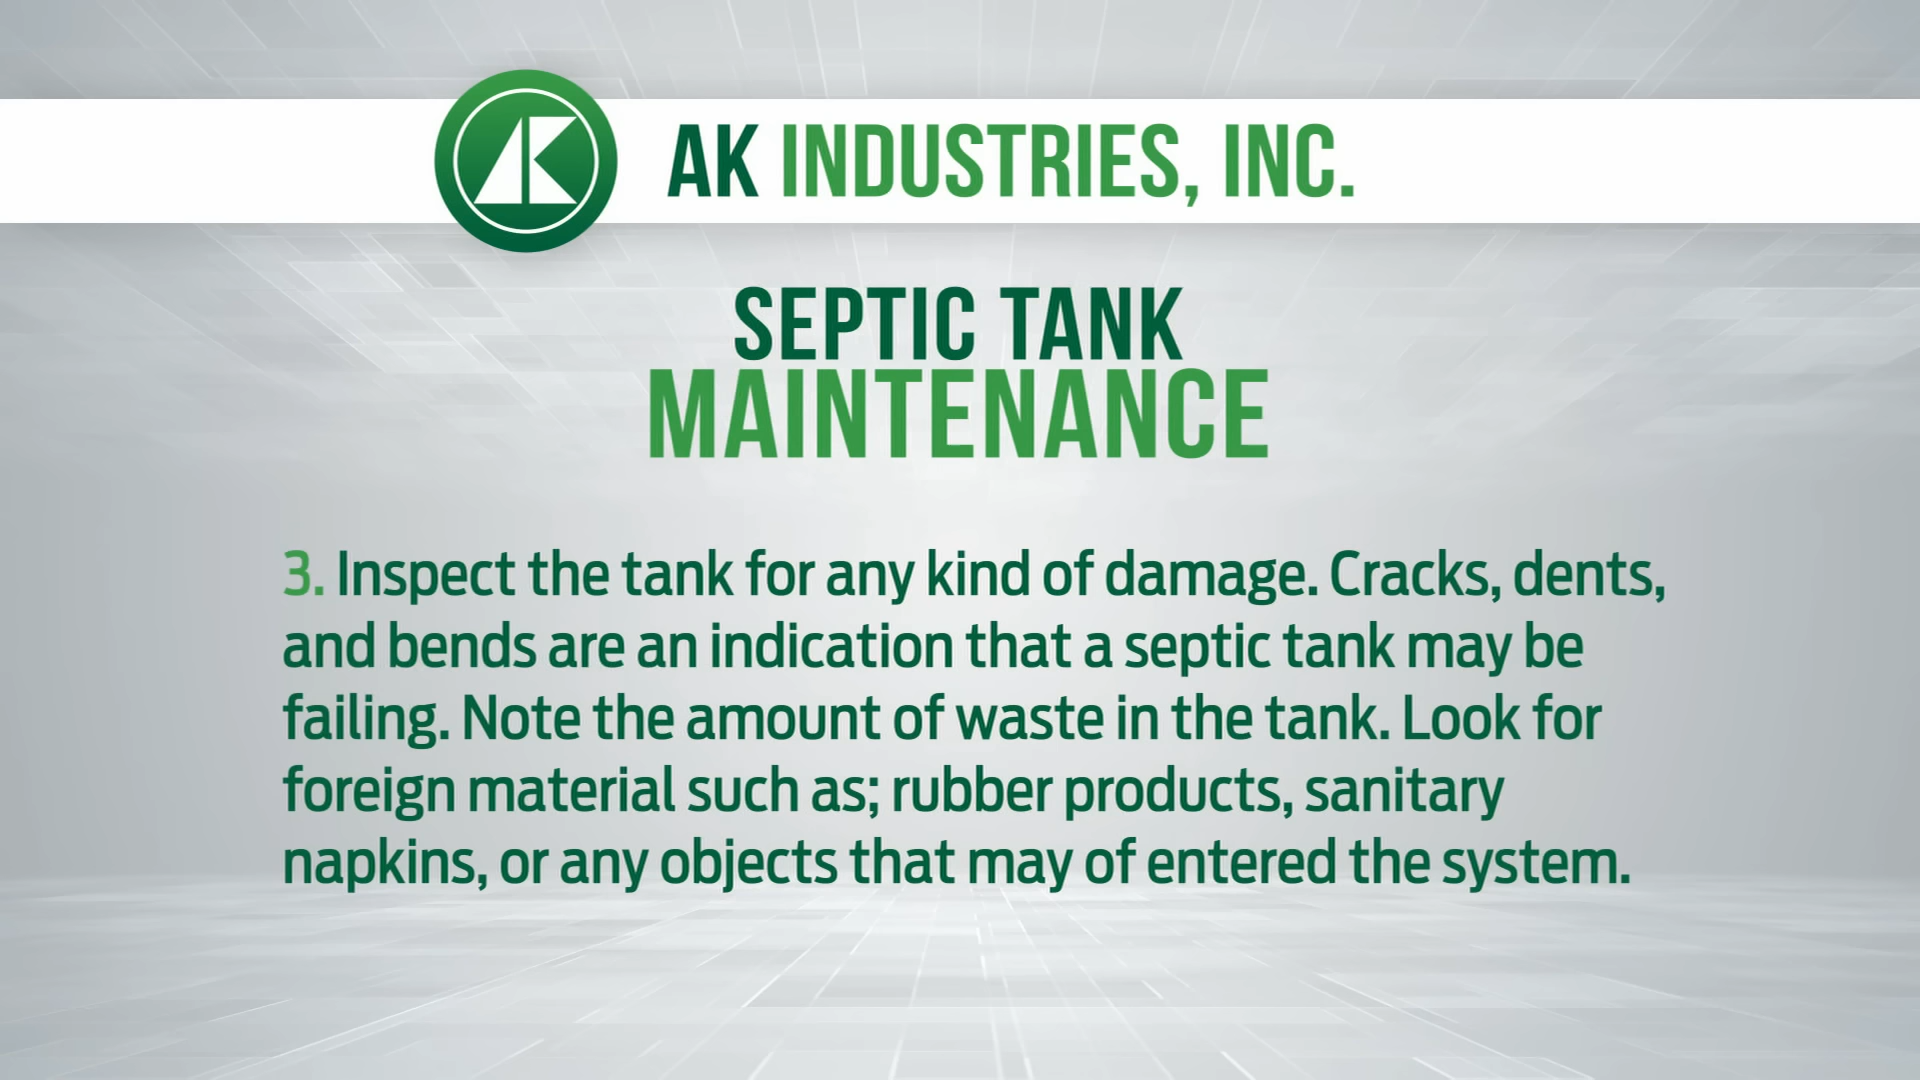 AK
AK INDUSTRIES, INC.
SEPTIC TANK
MAINTENANCE
3. Inspect the tank for any kind of damage. Cracks, dents,
and bends are an indication that a septic tank may be
failing. Note the amount of waste in the tank. Look for
foreign material such as; rubber products, sanitary
napkins, or any objects that may of entered the system.